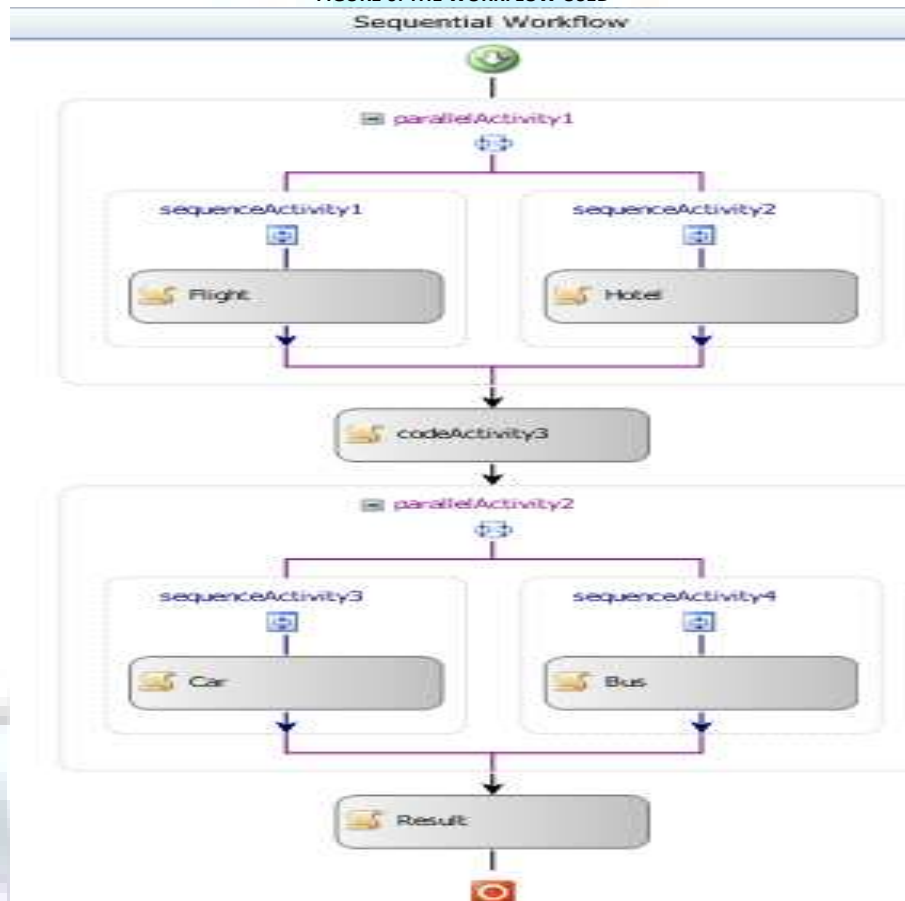 Sequential Workflow
parallelActivity1
sequenceActivity1
sequenceActivity2
Flight
Hotel
codeActivity3
parallelActivity2
sequenceActivity3
sequenceActivity4
Car
Bus
Result